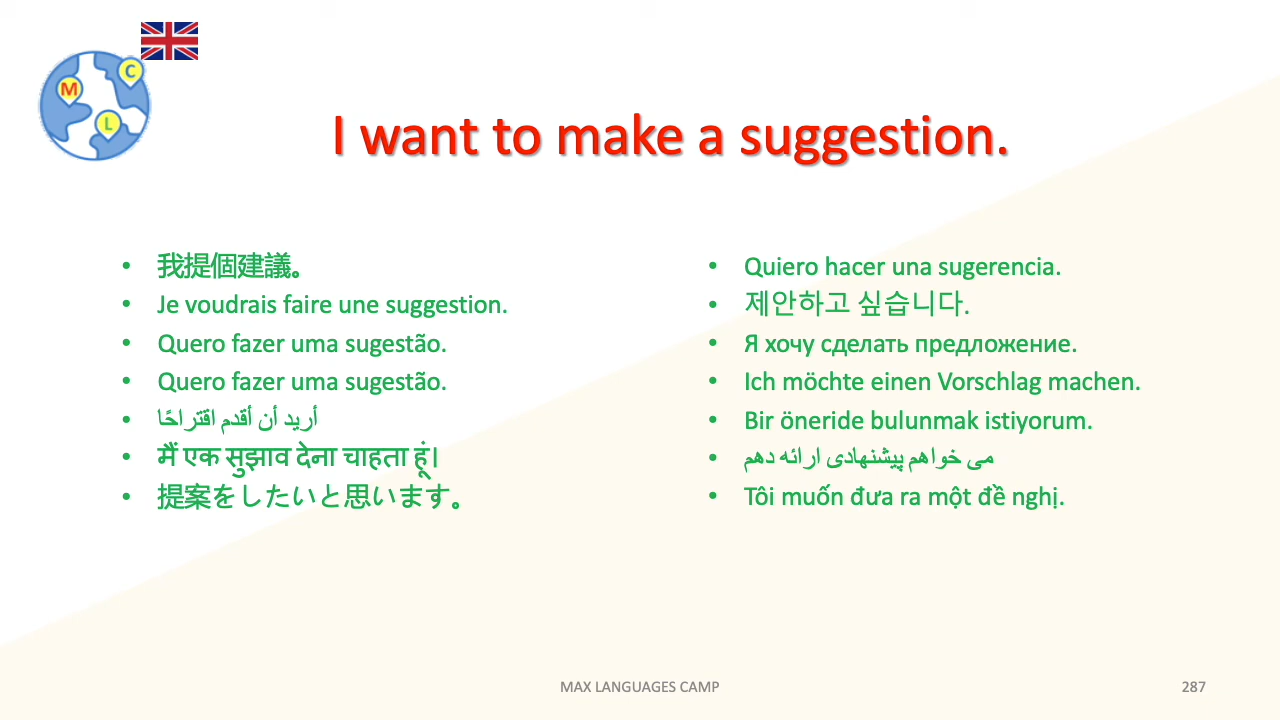 C
M
L
I want to make a suggestion.
• 我提個建議。
• Je voudrais faire une suggestion.
• Quero fazer uma sugestão.
• Quero fazer uma sugestão.
• أريد أن أقدم اقتراحًا
• मैं एक सुझाव देना चाहता हूं।
• 提案をしたいと思います。
• Quiero hacer una sugerencia.
• 제안하고 싶습니다.
• Я хочу сделать предложение.
• Ich möchte einen Vorschlag machen.
• Bir öneride bulunmak istiyorum.
• می خواهم پیشنهادی ارائه دهم
• Tôi muốn đưa ra một đề nghị.
MAX LANGUAGES CAMP
287